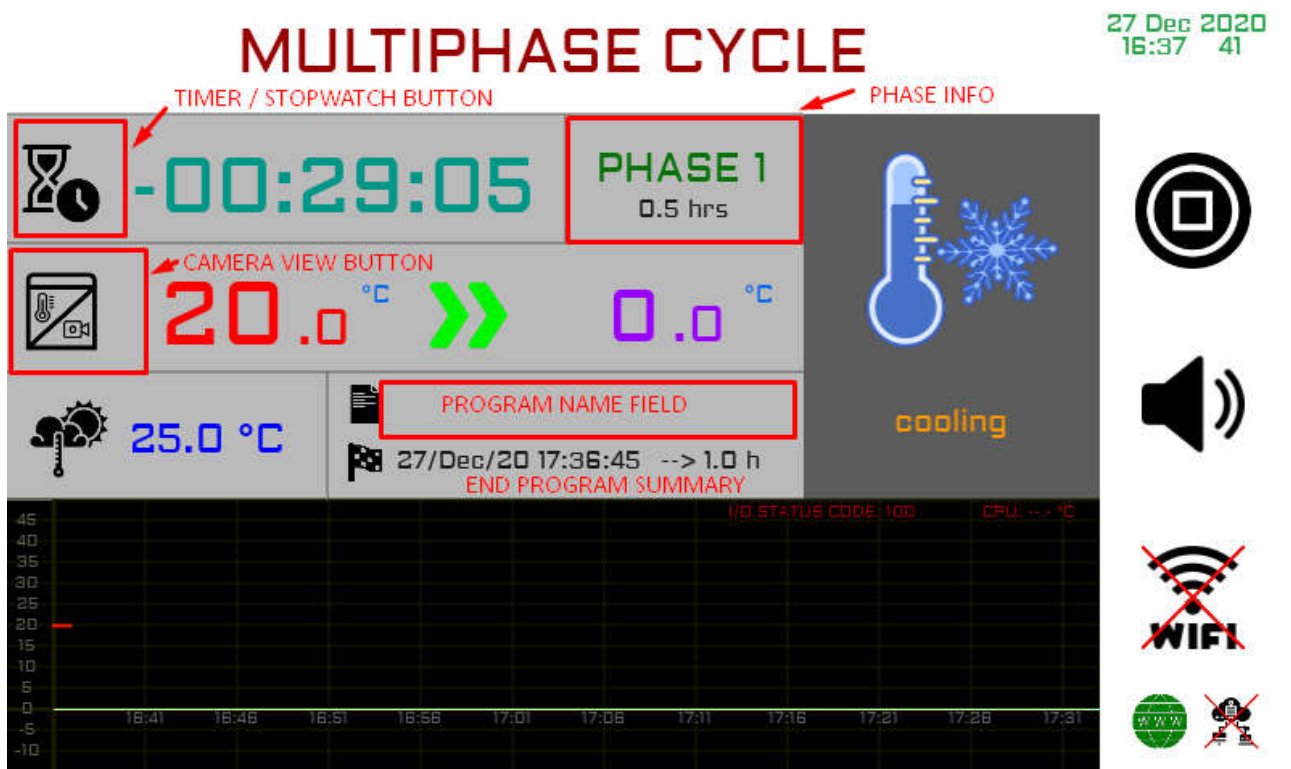 MULTIPHASE CYCLE
27 Dec 2020
16:37 41
TIMER / STOPWATCH BUTTON
PHASE INFO
-00:29:05
PHASE 1
0.5 hrs
CAMERA VIEW BUTTON
20.0 °C
0.0 °C
cooling
25.0 °C
PROGRAM NAME FIELD
27/Dec/20 17:36:45 --> 1.0 h
END PROGRAM SUMMARY
I/O STATUS CODE: 100 CPU: --.- °C
45
40
35
30
25
20
15
10
5
0
-5
-10
16:41 16:46 16:51 16:56 17:01 17:06 17:11 17:16 17:21 17:26 17:31
WIFI
WWW